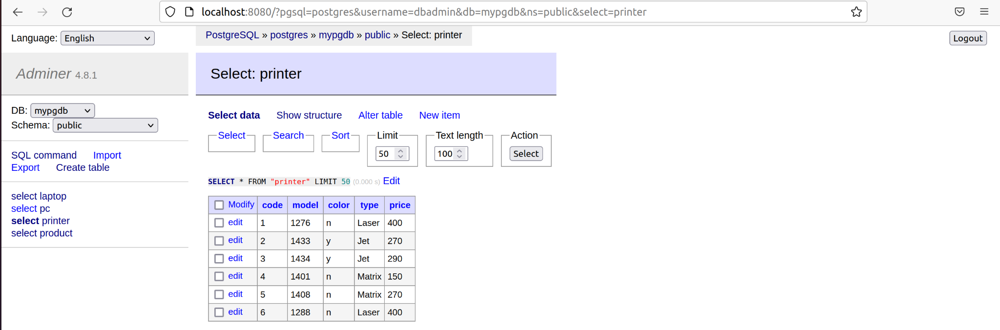 localhost:8080/?pgsql=postgres&username=dbadmin&db=mypgdb&ns=public&select=printer
Language: English
PostgreSQL » postgres » mypgdb » public » Select: printer
Logout
Adminer 4.8.1
Select: printer
DB: mypgdb
Schema: public
SQL command Import
Export Create table
select laptop
select pc
select printer
select product
Select data Show structure Alter table New item
Select Search Sort Limit Text length Action
50 100 Select
SELECT * FROM "printer" LIMIT 50 (0.000 s) Edit
Modify code model color type price
edit 1 1276 n Laser 400
edit 2 1433 y Jet 270
edit 3 1434 y Jet 290
edit 4 1401 n Matrix 150
edit 5 1408 n Matrix 270
edit 6 1288 n Laser 400